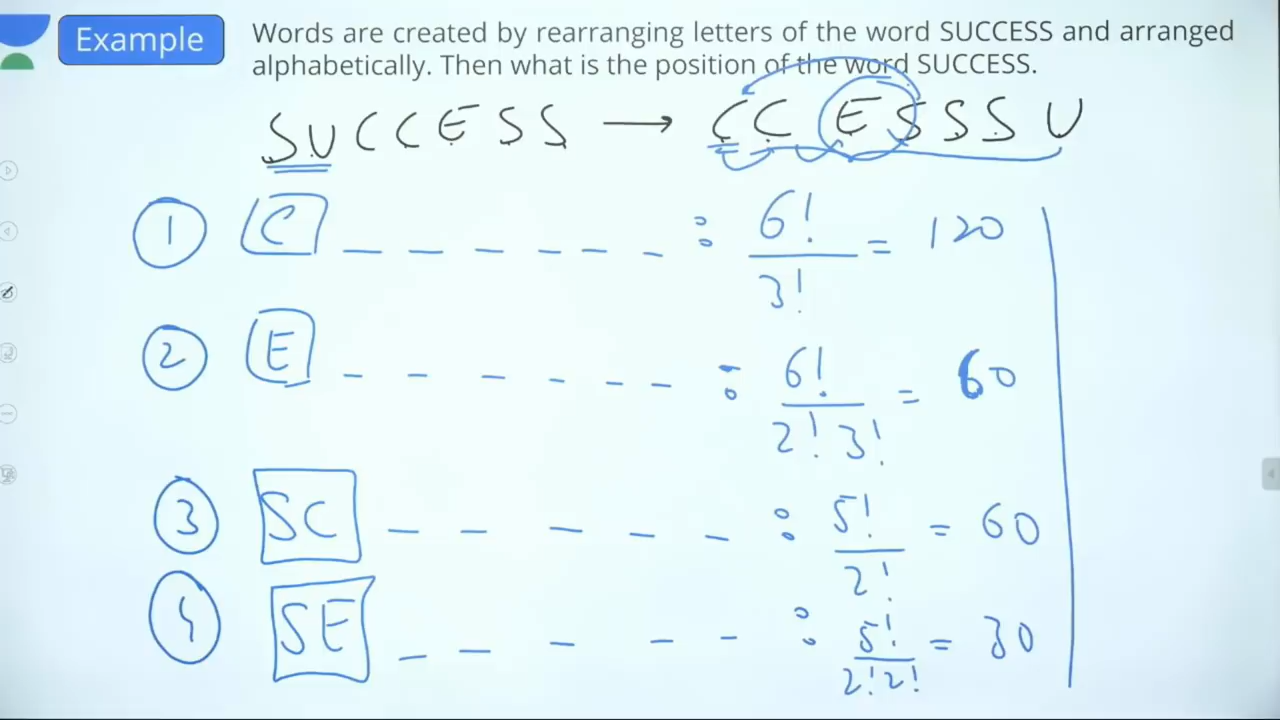 Example
Words are created by rearranging letters of the word SUCCESS and arranged
alphabetically. Then what is the position of the word SUCCESS.
SUCCESS → CCESSSU
1 C _ _ _ _ _ _ : 6!/3! = 120
2 E _ _ _ _ _ _ : 6!/2!3! = 60
3 SC _ _ _ _ _ : 5!/2! = 60
4 SE _ _ _ _ _ : 5!/2!2! = 30